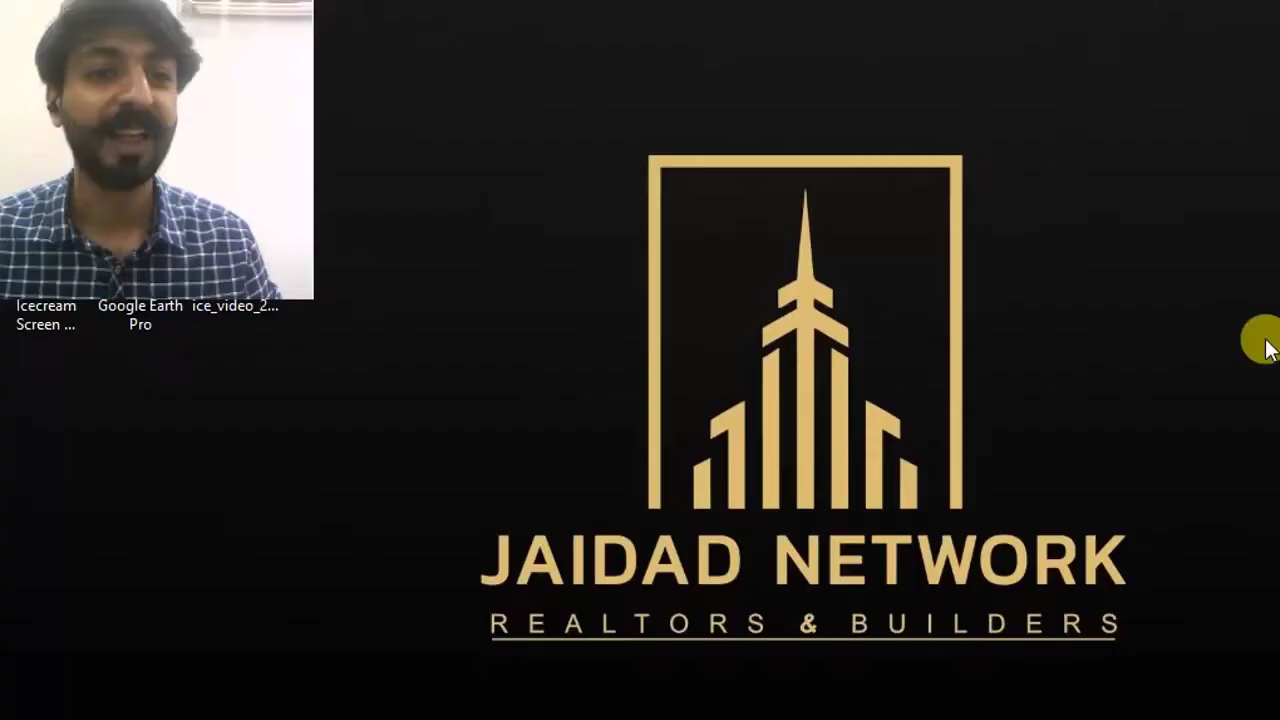 Icecream Screen ...
Google Earth Pro
ice_video_2...
JAIDAD NETWORK
REALTORS & BUILDERS